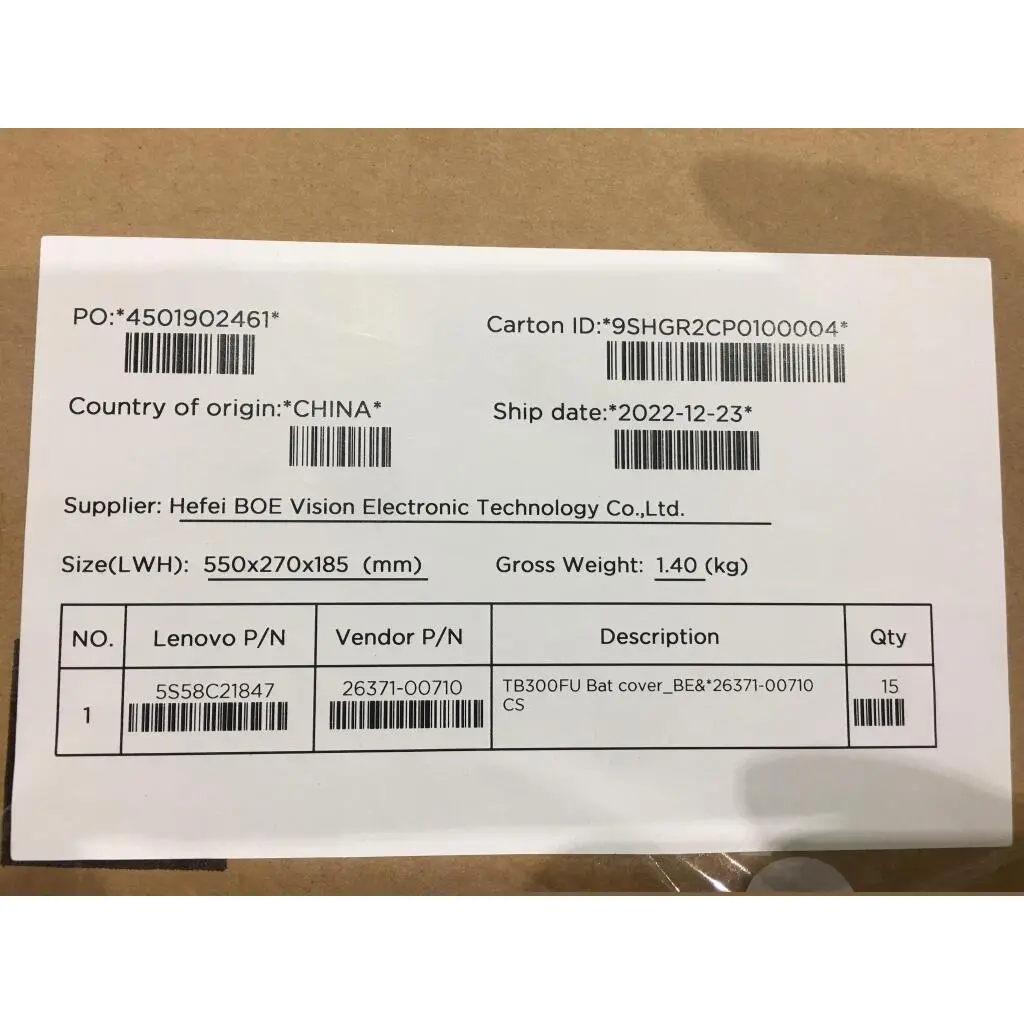 PO:*4501902461*
Carton ID:*9SHGR2CP0100004*
Country of origin:*CHINA*
Ship date:*2022-12-23*
Supplier: Hefei BOE Vision Electronic Technology Co.,Ltd.
Size(LWH): 550x270x185 (mm)
Gross Weight: 1.40 (kg)
NO. Lenovo P/N Vendor P/N Description Qty
1 5S58C21847 26371-00710 TB300FU Bat cover_BE&*26371-00710 15
CS